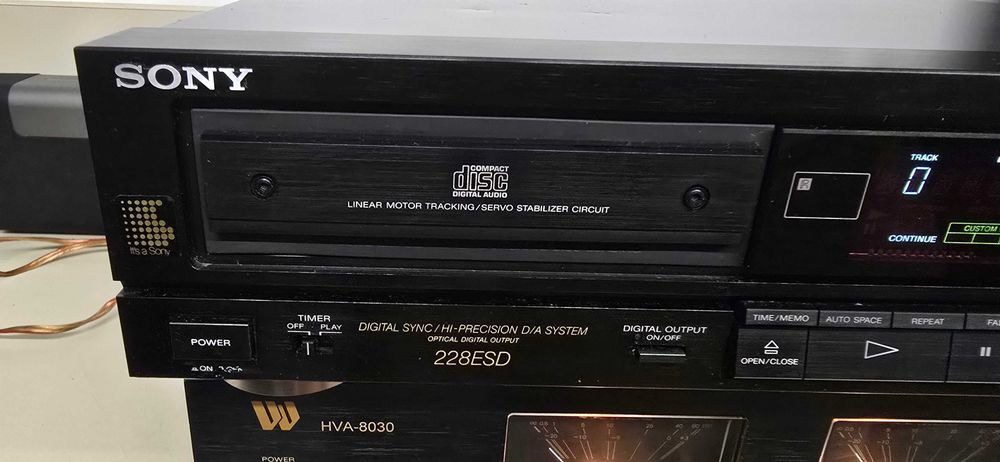 SONY
COMPACT
disc
DIGITAL AUDIO
LINEAR MOTOR TRACKING/SERVO STABILIZER CIRCUIT
R
TRACK
0
CONTINUE
CUSTOM
It's a Sony
TIMER
OFF PLAY
POWER
ON
DIGITAL SYNC/HI-PRECISION D/A SYSTEM
OPTICAL DIGITAL OUTPUT
228ESD
DIGITAL OUTPUT
ON/OFF
TIME/MEMO AUTO SPACE REPEAT
OPEN/CLOSE
W HVA-8030
POWER